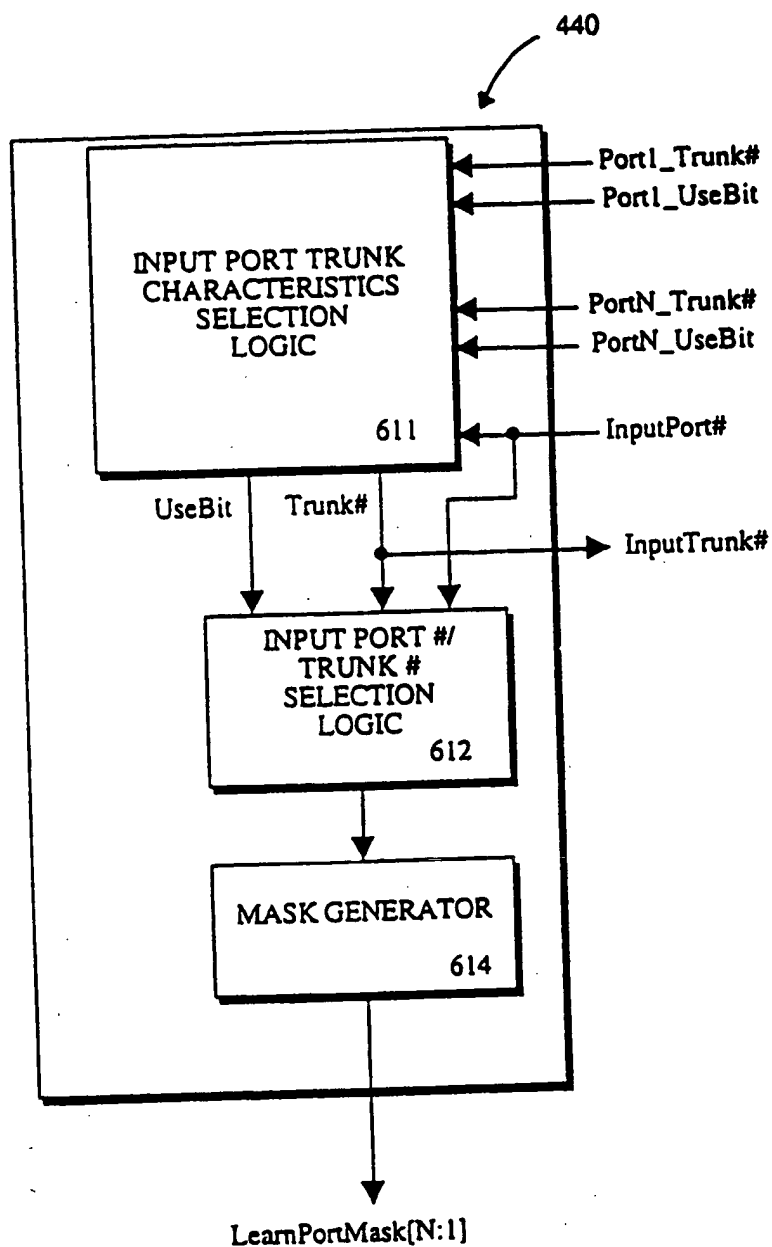 440
Port1_Trunk#
Port1_UseBit
INPUT PORT TRUNK
CHARACTERISTICS
SELECTION
LOGIC
PortN_Trunk#
PortN_UseBit
611
InputPort#
UseBit
Trunk#
InputTrunk#
INPUT PORT #/
TRUNK #
SELECTION
LOGIC
612
MASK GENERATOR
614
LearnPortMask[N:1]